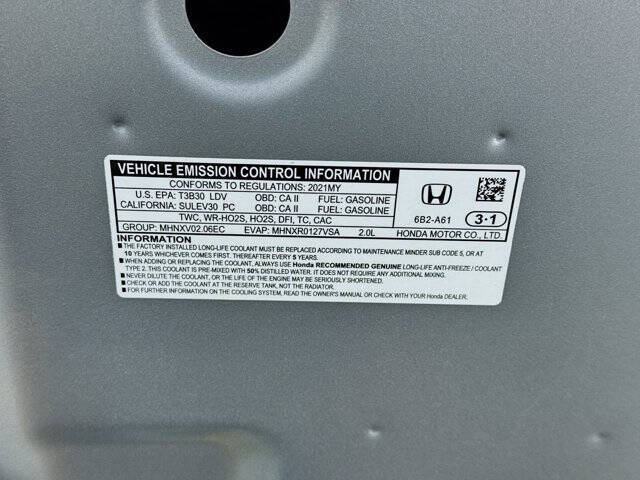 VEHICLE EMISSION CONTROL INFORMATION
CONFORMS TO REGULATIONS: 2021MY
U.S. EPA: T3B30 LDV OBD: CA II FUEL: GASOLINE
CALIFORNIA: SULEV30 PC OBD: CA II FUEL: GASOLINE
TWC, WR-HO2S, HO2S, DFI, TC, CAC
GROUP: MHNXV02.06EC EVAP: MHNXR0127VSA 2.0L
6B2-A61
3·1
HONDA MOTOR CO., LTD.
INFORMATION
THE FACTORY INSTALLED LONG-LIFE COOLANT MUST BE REPLACED ACCORDING TO MAINTENANCE MINDER SUB CODE 5, OR AT
10 YEARS WHICHEVER COMES FIRST. THEREAFTER EVERY 5 YEARS.
WHEN ADDING OR REPLACING THE COOLANT, ALWAYS USE Honda RECOMMENDED GENUINE LONG-LIFE ANTI-FREEZE / COOLANT
TYPE 2. THIS COOLANT IS PRE-MIXED WITH 50% DISTILLED WATER. IT DOES NOT REQUIRE ANY ADDITIONAL MIXING.
NEVER DILUTE THE COOLANT, OR THE LIFE OF THE ENGINE MAY BE SERIOUSLY SHORTENED.
CHECK OR ADD THE COOLANT AT THE RESERVE TANK, NOT THE RADIATOR.
FOR FURTHER INFORMATION ON THE COOLING SYSTEM, READ THE OWNER'S MANUAL OR CHECK WITH YOUR Honda DEALER.